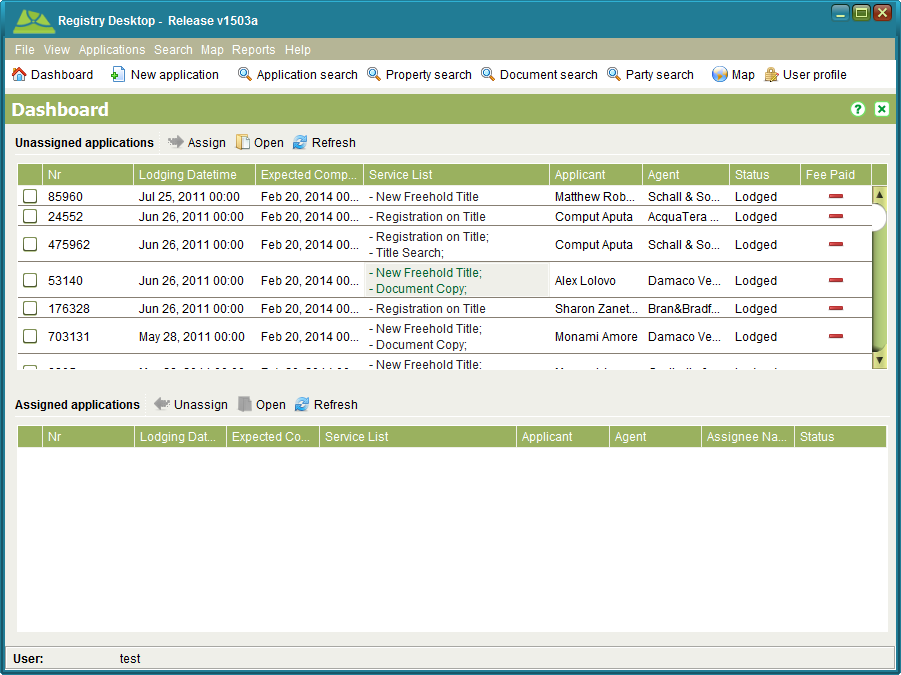 Registry Desktop - Release v1503a
File View Applications Search Map Reports Help
Dashboard New application Application search Property search Document search Party search Map User profile
Dashboard
Unassigned applications Assign Open Refresh
Nr Lodging Datetime Expected Comp... Service List Applicant Agent Status Fee Paid
85960 Jul 25, 2011 00:00 Feb 20, 2014 00... - New Freehold Title Matthew Rob... Schall & So... Lodged
24552 Jun 26, 2011 00:00 Feb 20, 2014 00... - Registration on Title Comput Aputa AcquaTera ... Lodged
475962 Jun 26, 2011 00:00 Feb 20, 2014 00... - Registration on Title; Comput Aputa Schall & So... Lodged
- Title Search;
53140 Jun 26, 2011 00:00 Feb 20, 2014 00... - New Freehold Title; Alex Lolovo Damaco Ve... Lodged
- Document Copy;
176328 Jun 26, 2011 00:00 Feb 20, 2014 00... - Registration on Title Sharon Zanet... Bran&Bradf... Lodged
703131 May 28, 2011 00:00 Feb 20, 2014 00... - New Freehold Title; Monami Amore Damaco Ve... Lodged
- Document Copy;
- New Freehold Title;
Assigned applications Unassign Open Refresh
Nr Lodging Dat... Expected Co... Service List Applicant Agent Assignee Na... Status
User: test